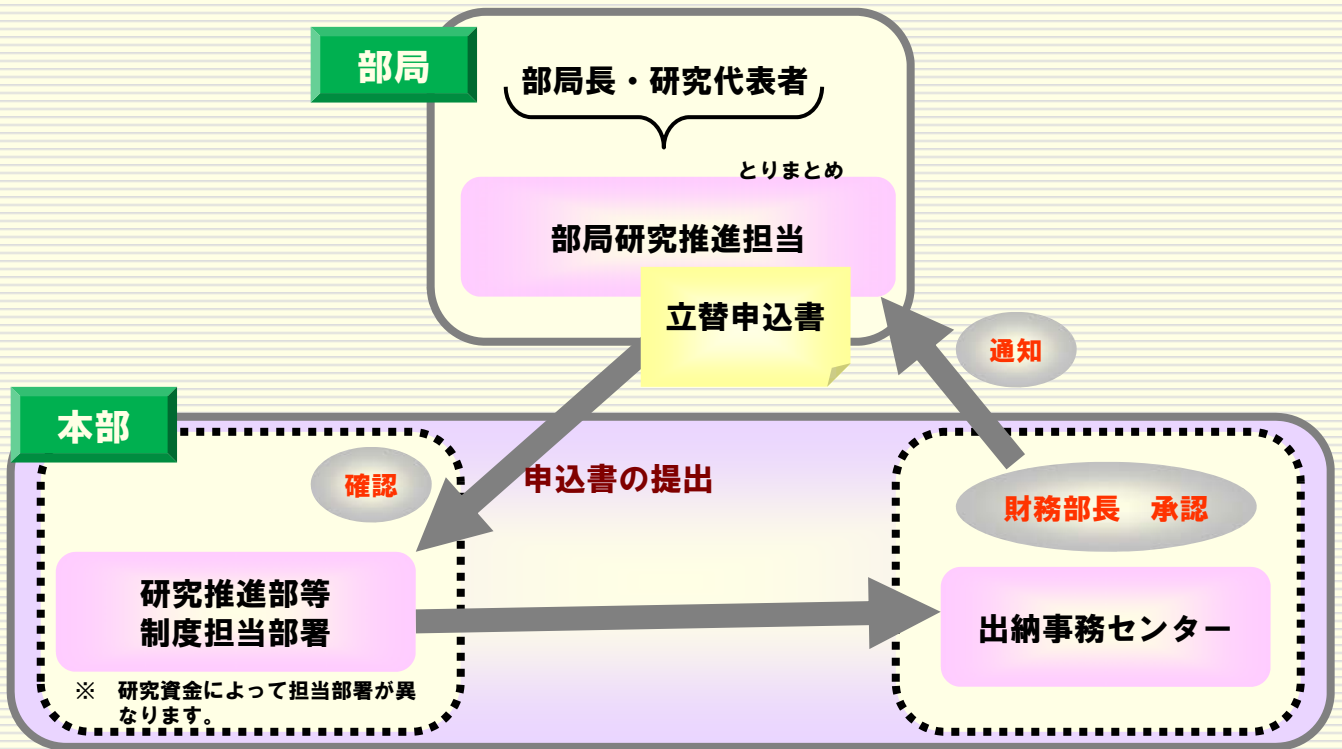 部局
部局長・研究代表者
とりまとめ
部局研究推進担当
立替申込書
通知
本部
確認
申込書の提出
財務部長　承認
研究推進部等
制度担当部署
出納事務センター
※　研究資金によって担当部署が異
なります。